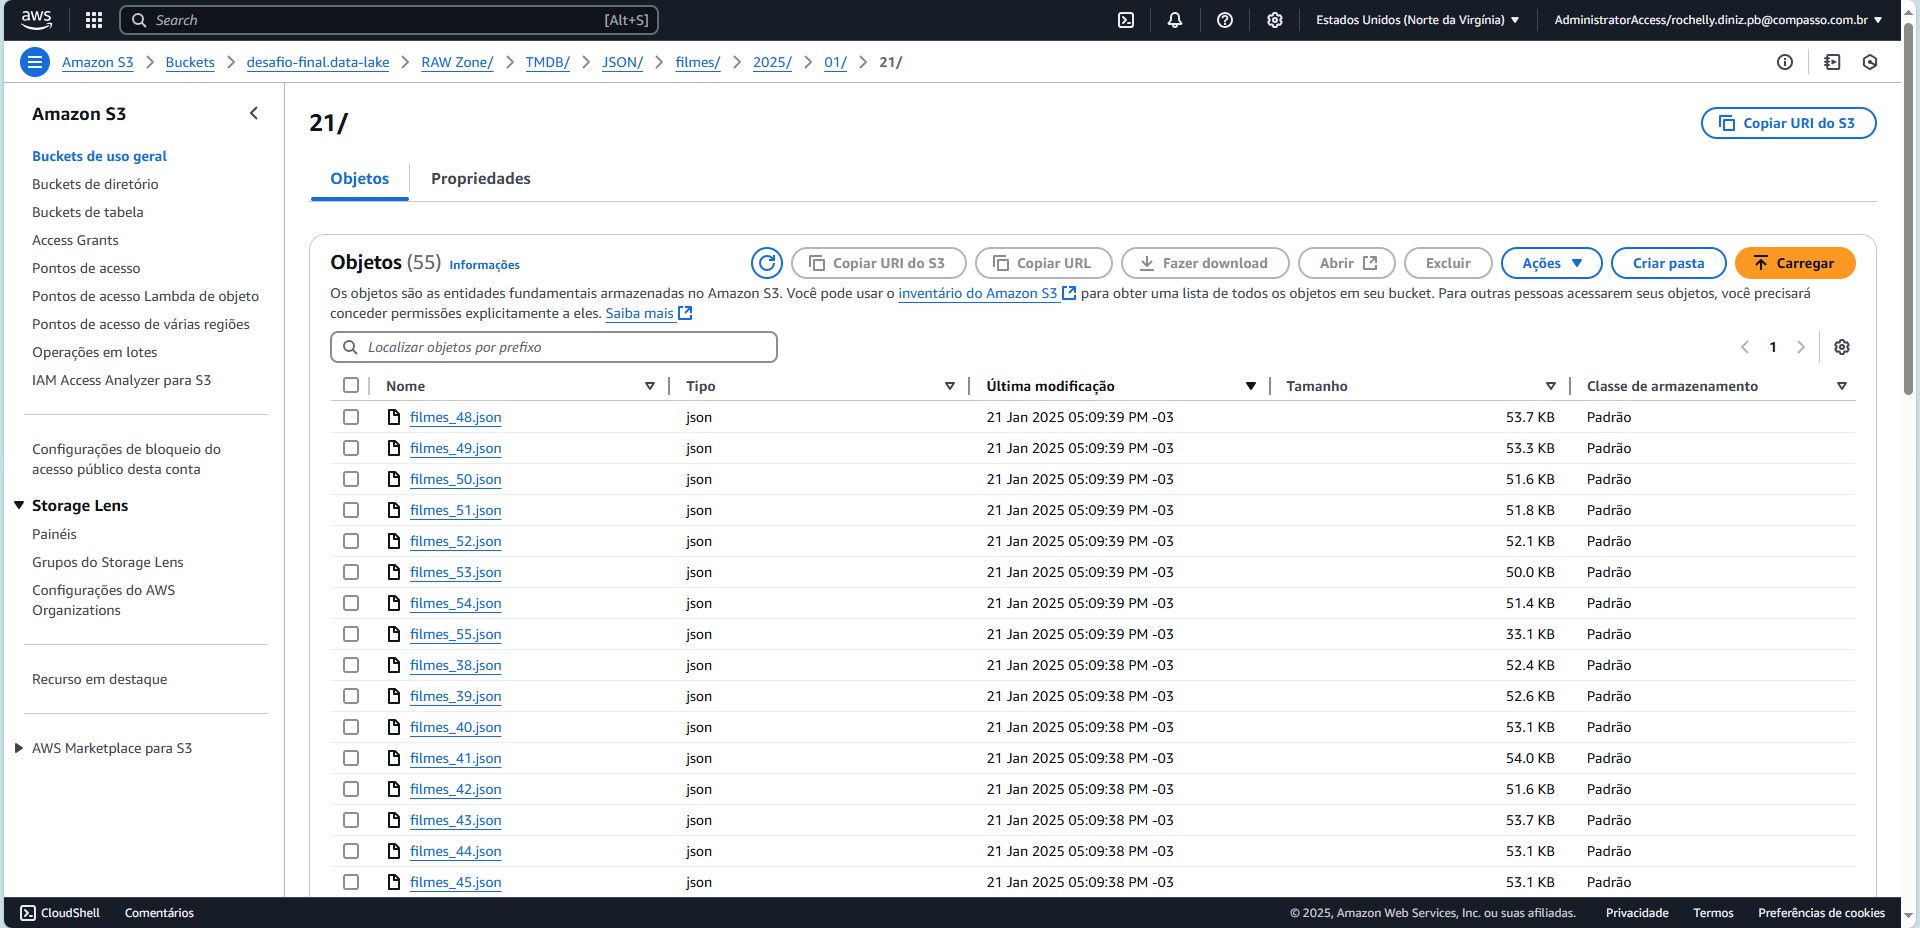 aws
Search [Alt+S]
Estados Unidos (Norte da Virgínia)
AdministratorAccess/rochelly.diniz.pb@compasso.com.br
Amazon S3 > Buckets > desafio-final.data-lake > RAW Zone/ > TMDB/ > JSON/ > filmes/ > 2025/ > 01/ > 21/
Amazon S3
Buckets de uso geral
Buckets de diretório
Buckets de tabela
Access Grants
Pontos de acesso
Pontos de acesso Lambda de objeto
Pontos de acesso de várias regiões
Operações em lotes
IAM Access Analyzer para S3
Configurações de bloqueio do
acesso público desta conta
Storage Lens
Painéis
Grupos do Storage Lens
Configurações do AWS
Organizations
Recurso em destaque
AWS Marketplace para S3
21/
Copiar URI do S3
Objetos Propriedades
Objetos (55) Informações
Copiar URI do S3 Copiar URL Fazer download Abrir Excluir Ações Criar pasta Carregar
Os objetos são as entidades fundamentais armazenadas no Amazon S3. Você pode usar o inventário do Amazon S3 para obter uma lista de todos os objetos em seu bucket. Para outras pessoas acessarem seus objetos, você precisará
conceder permissões explicitamente a eles. Saiba mais
Localizar objetos por prefixo
1
Nome Tipo Última modificação Tamanho Classe de armazenamento
filmes_48.json json 21 Jan 2025 05:09:39 PM -03 53.7 KB Padrão
filmes_49.json json 21 Jan 2025 05:09:39 PM -03 53.3 KB Padrão
filmes_50.json json 21 Jan 2025 05:09:39 PM -03 51.6 KB Padrão
filmes_51.json json 21 Jan 2025 05:09:39 PM -03 51.8 KB Padrão
filmes_52.json json 21 Jan 2025 05:09:39 PM -03 52.1 KB Padrão
filmes_53.json json 21 Jan 2025 05:09:39 PM -03 50.0 KB Padrão
filmes_54.json json 21 Jan 2025 05:09:39 PM -03 51.4 KB Padrão
filmes_55.json json 21 Jan 2025 05:09:39 PM -03 33.1 KB Padrão
filmes_38.json json 21 Jan 2025 05:09:38 PM -03 52.4 KB Padrão
filmes_39.json json 21 Jan 2025 05:09:38 PM -03 52.6 KB Padrão
filmes_40.json json 21 Jan 2025 05:09:38 PM -03 53.1 KB Padrão
filmes_41.json json 21 Jan 2025 05:09:38 PM -03 54.0 KB Padrão
filmes_42.json json 21 Jan 2025 05:09:38 PM -03 51.6 KB Padrão
filmes_43.json json 21 Jan 2025 05:09:38 PM -03 53.7 KB Padrão
filmes_44.json json 21 Jan 2025 05:09:38 PM -03 53.1 KB Padrão
filmes_45.json json 21 Jan 2025 05:09:38 PM -03 53.1 KB Padrão
CloudShell Comentários
© 2025, Amazon Web Services, Inc. ou suas afiliadas. Privacidade Termos Preferências de cookies